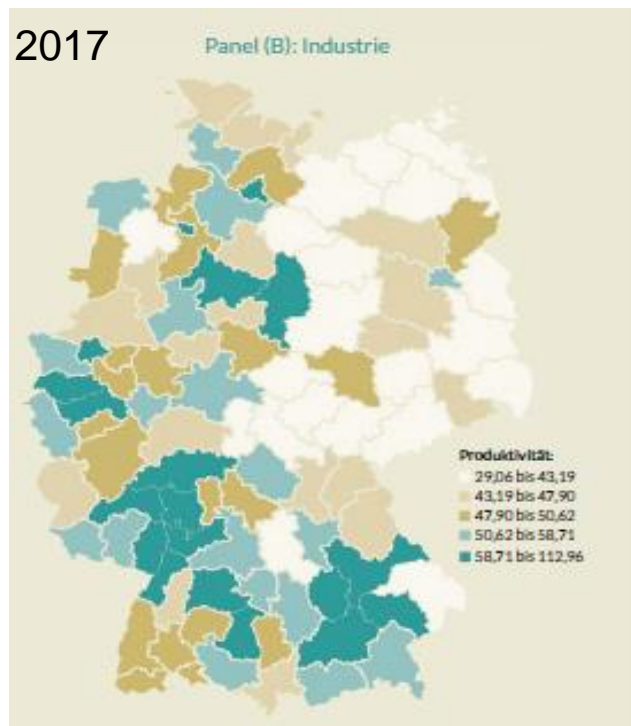 2017
Panel (B): Industrie
Produktivität:
29,06 bis 43,19
43,19 bis 47,90
47,90 bis 50,62
50,62 bis 58,71
58,71 bis 112,96